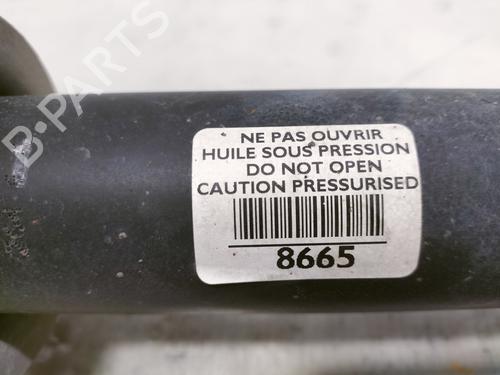 NE PAS OUVRIR
HUILE SOUS PRESSION
DO NOT OPEN
CAUTION PRESSURISED
8665
B-PARTS